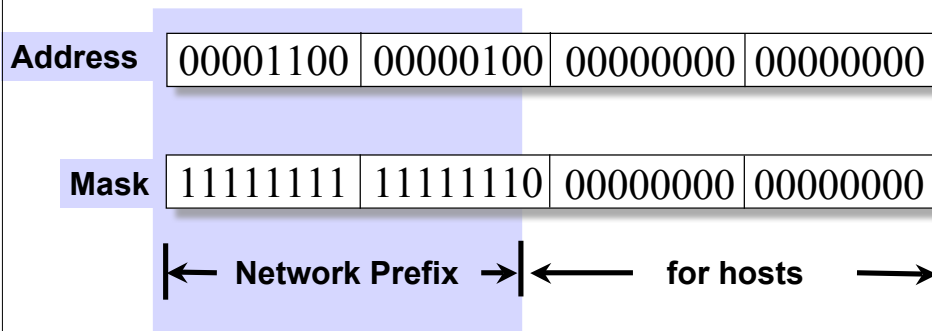 Address 00001100 00000100 00000000 00000000
Mask 11111111 11111110 00000000 00000000
Network Prefix for hosts